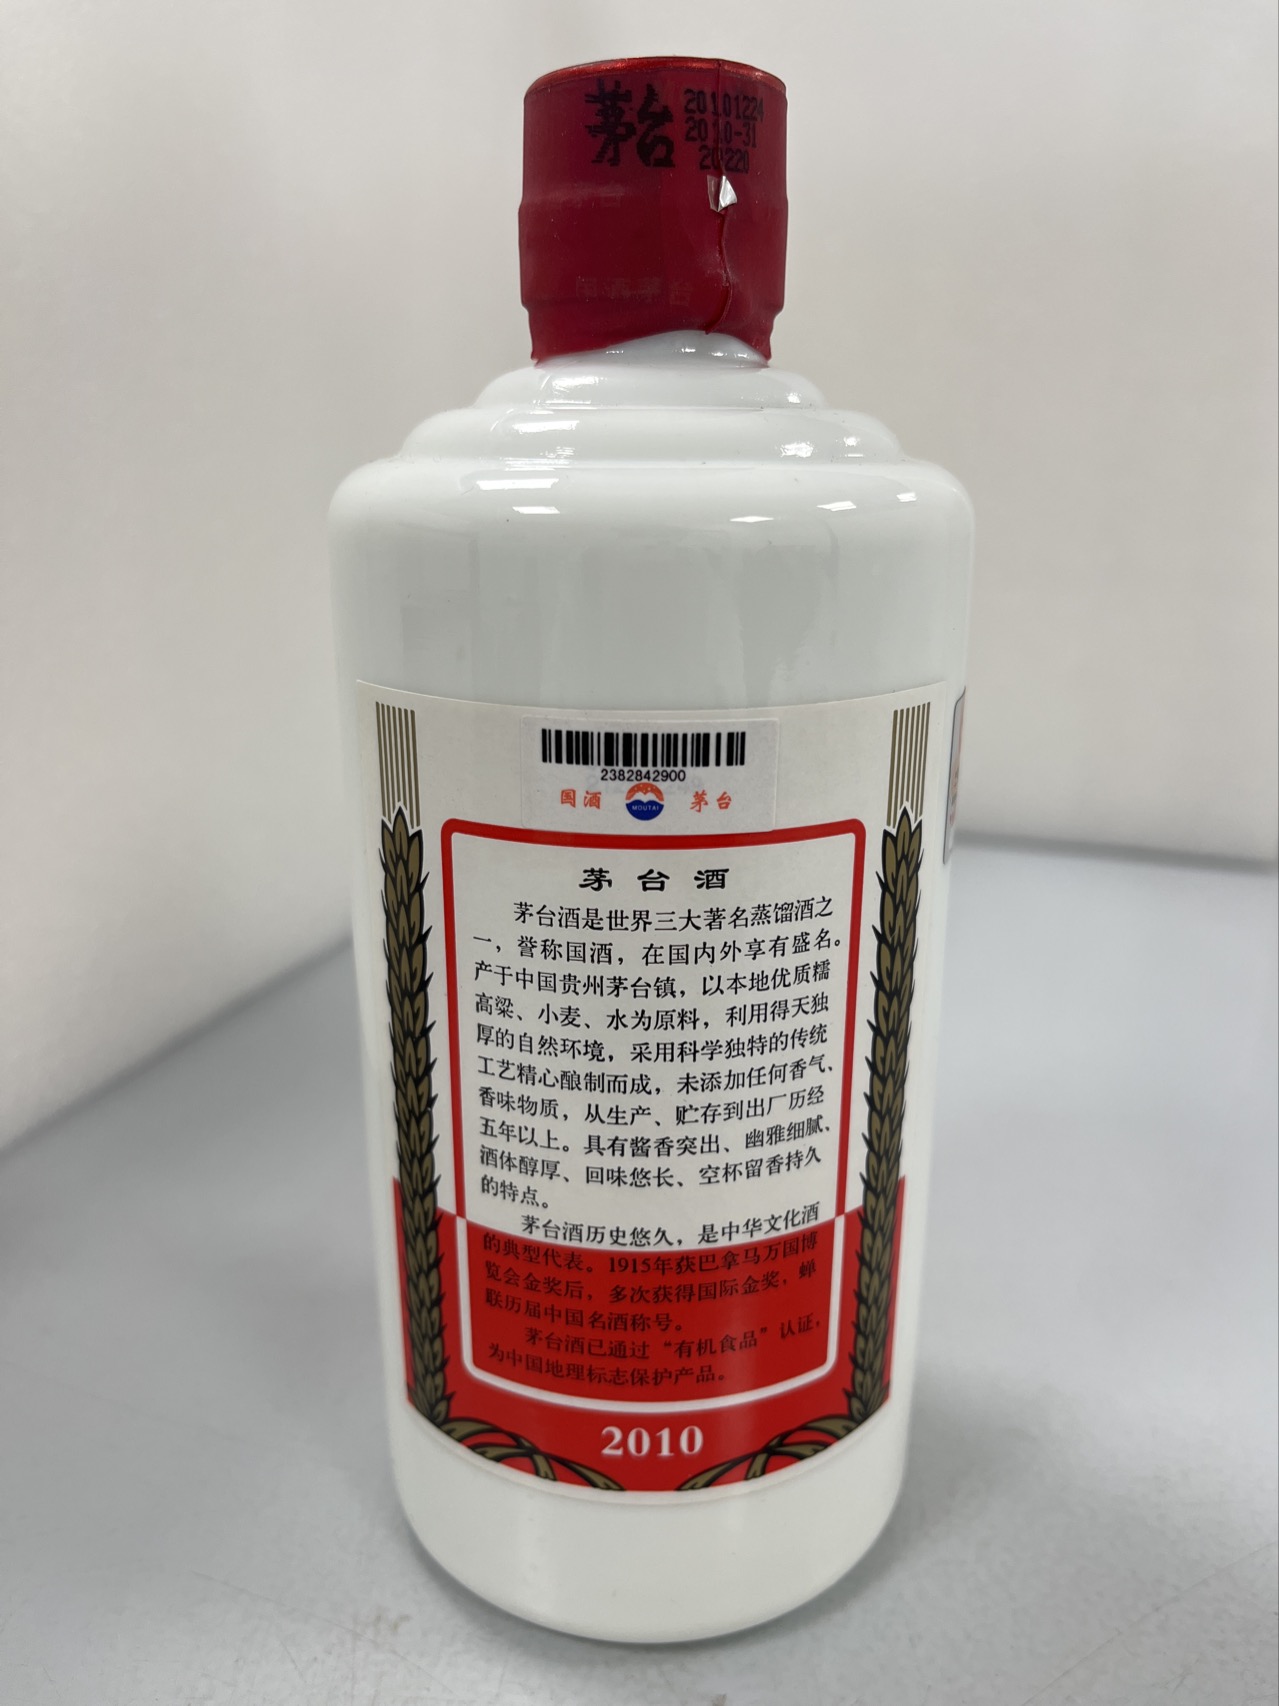 茅台
20101224
2010-31
20220
2382842900
国酒
MOUTAI
茅台
茅台酒
茅台酒是世界三大著名蒸馏酒之
一，誉称国酒，在国内外享有盛名。
产于中国贵州茅台镇，以本地优质糯
高粱、小麦、水为原料，利用得天独
厚的自然环境，采用科学独特的传统
工艺精心酿制而成，未添加任何香气、
香味物质，从生产、贮存到出厂历经
五年以上。具有酱香突出、幽雅细腻、
酒体醇厚、回味悠长、空杯留香持久
的特点。
茅台酒历史悠久，是中华文化酒
的典型代表。1915年获巴拿马万国博
览会金奖后，多次获得国际金奖，蝉
联历届中国名酒称号。
茅台酒已通过“有机食品”认证，
为中国地理标志保护产品。
2010